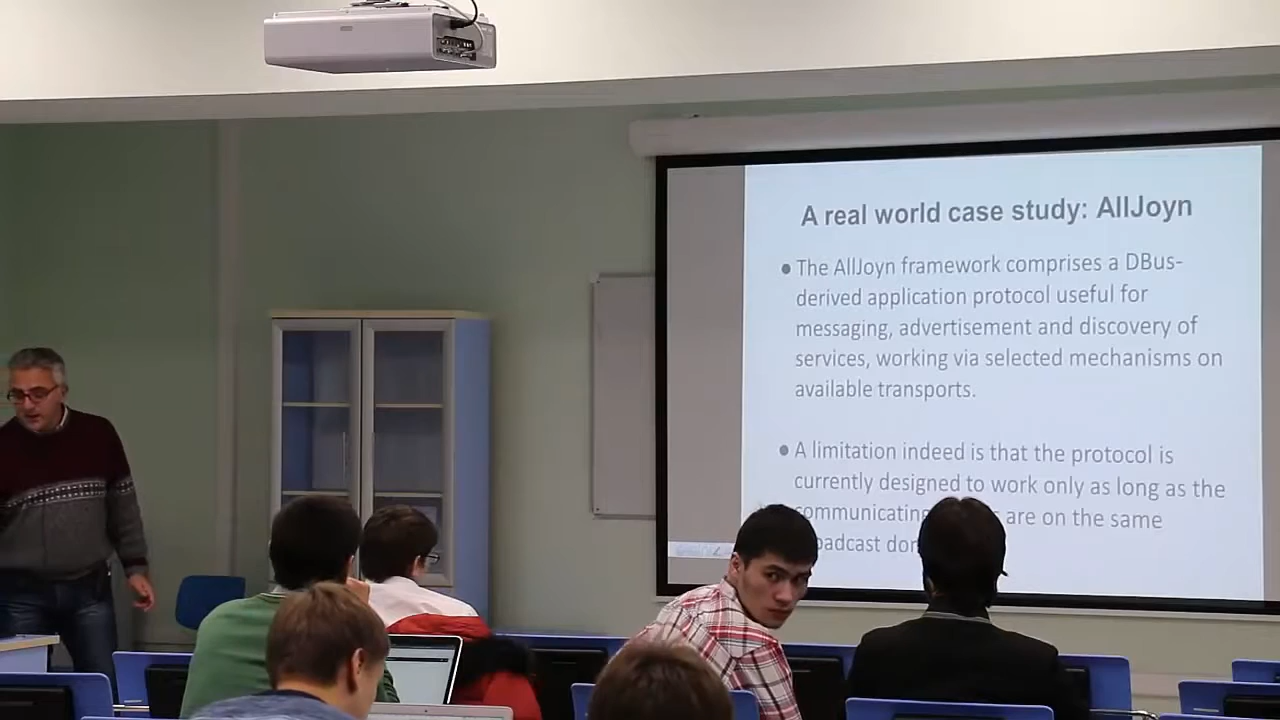 A real world case study: AllJoyn
The AllJoyn framework comprises a DBus-
derived application protocol useful for
messaging, advertisement and discovery of
services, working via selected mechanisms on
available transports.
A limitation indeed is that the protocol is
currently designed to work only as long as the
communicating are on the same